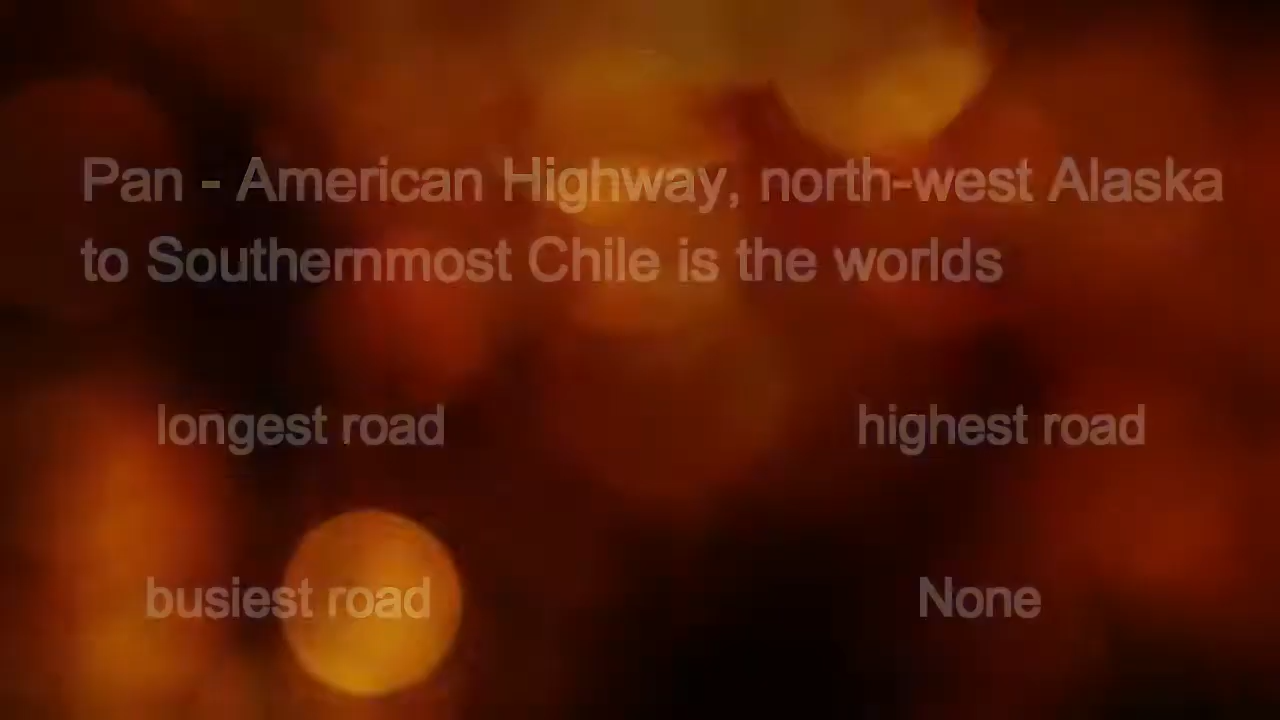 Pan - American Highway, north-west Alaska
to Southernmost Chile is the worlds
longest road
highest road
busiest road
None